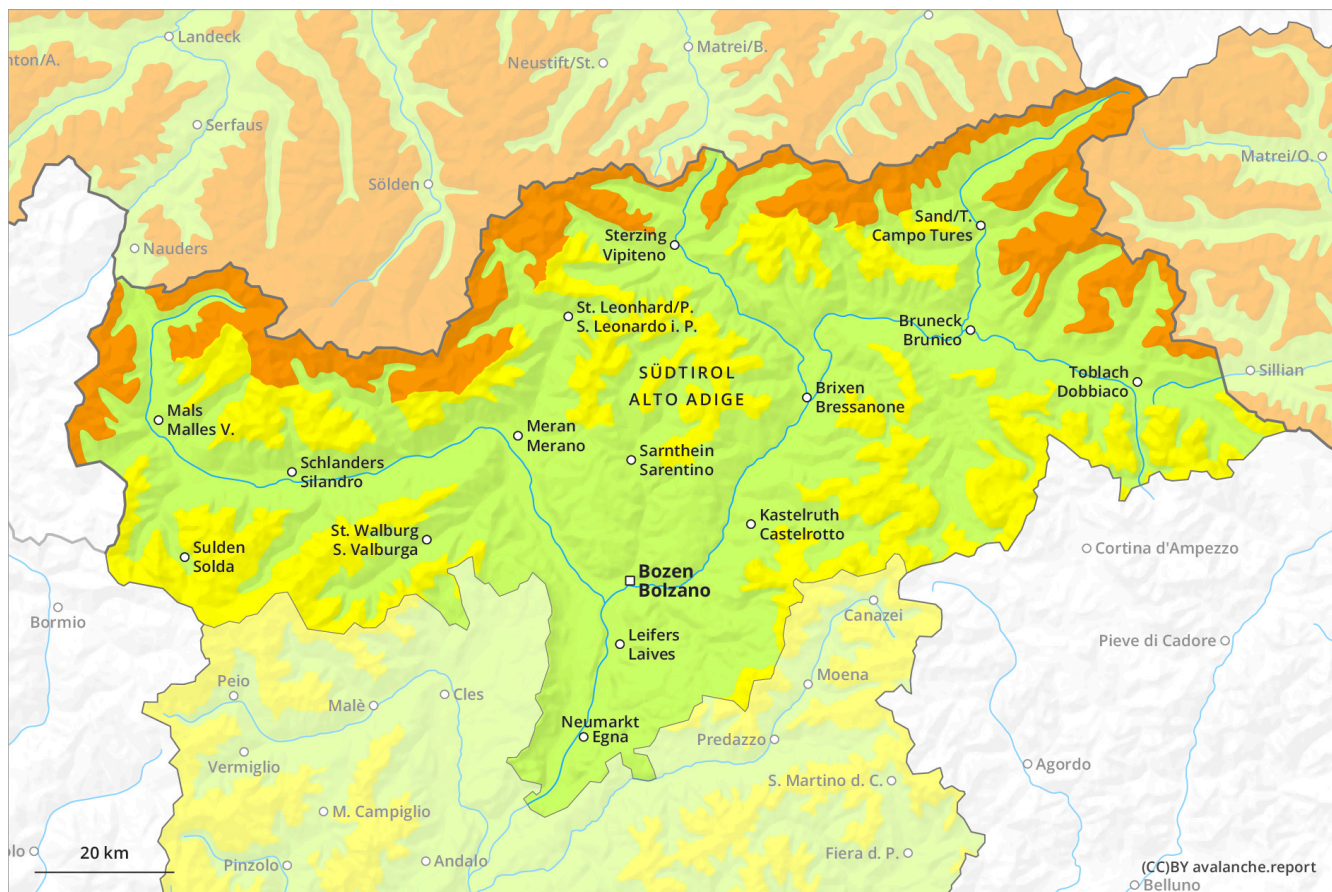 Landeck
nton/A.
Matrei/B.
Neustift/St.
Serfaus
Matrei/O.
Sölden
Nauders
Sand/T.
Campo Tures
Sterzing
Vipiteno
St. Leonhard/P.
S. Leonardo i. P.
Bruneck
Brunico
SÜDTIROL
ALTO ADIGE
Toblach
Dobbiaco
Sillian
Brixen
Bressanone
Mals
Malles V.
Meran
Merano
Sarnthein
Sarentino
Schlanders
Silandro
Kastelruth
Castelrotto
St. Walburg
S. Valburga
Sulden
Solda
Cortina d'Ampezzo
Bozen
Bolzano
Bormio
Canazei
Leifers
Laives
Pieve di Cadore
Peio
Moena
Cles
Malè
Neumarkt
Egna
Predazzo
Vermiglio
Agordo
S. Martino d. C.
M. Campiglio
olo
20 km
Andalo
Pinzolo
Fiera d. P.
(CC)BY avalanche.report
Belluno